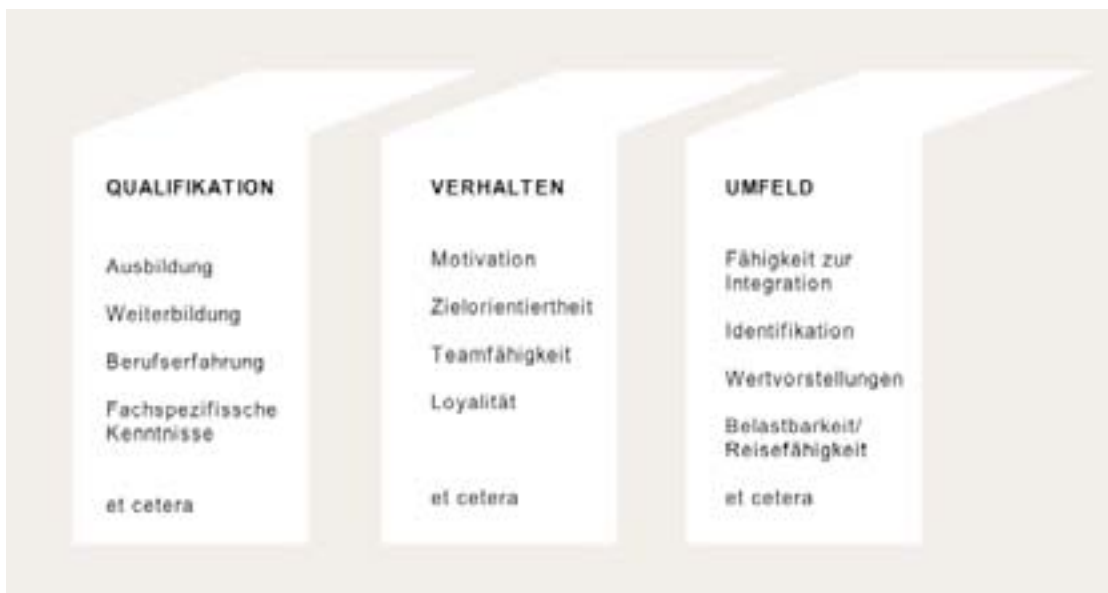 QUALIFIKATION
Ausbildung
Weiterbildung
Berufserfahrung
Fachspezifissche
Kenntnisse
et cetera
VERHALTEN
Motivation
Zielorientiertheit
Teamfähigkeit
Loyalität
et cetera
UMFELD
Fähigkeit zur
Integration
Identifikation
Wertvorstellungen
Belastbarkeit/
Reisefähigkeit
et cetera